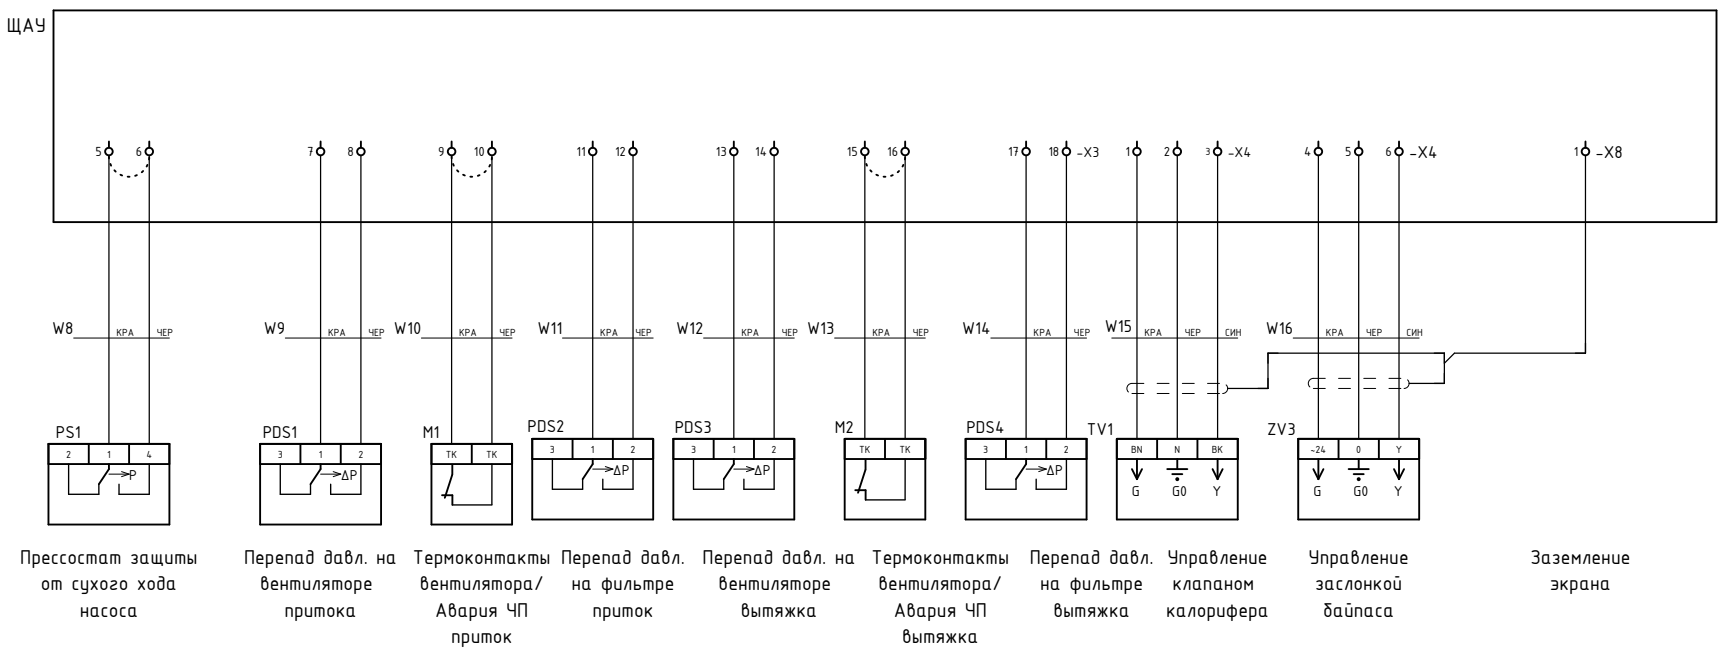 ЩАУ
5 6 7 8 9 10 11 12 13 14 15 16 17 18 -X3 1 2 3 -X4 4 5 6 -X4 1 -X8
W8 КРА ЧЕР W9 КРА ЧЕР W10 КРА ЧЕР W11 КРА ЧЕР W12 КРА ЧЕР W13 КРА ЧЕР W14 КРА ЧЕР W15 КРА ЧЕР СИН W16 КРА ЧЕР СИН
PS1 PDS1 M1 PDS2 PDS3 M2 PDS4 TV1 ZV3
2 1 4 3 1 2 ТК ТК 3 1 2 3 1 2 ТК ТК 3 1 2 BN N BK ~24 0 Y
P ΔP ΔP ΔP ΔP G G0 Y G G0 Y
Прессостат защиты
от сухого хода
насоса
Перепад давл. на
вентиляторе
притока
Термоконтакты
вентилятора/
Авария ЧП
приток
Перепад давл.
на фильтре
приток
Перепад давл. на
вентиляторе
вытяжка
Термоконтакты
вентилятора/
Авария ЧП
вытяжка
Перепад давл.
на фильтре
вытяжка
Управление
клапаном
калорифера
Управление
заслонкой
байпаса
Заземление
экрана